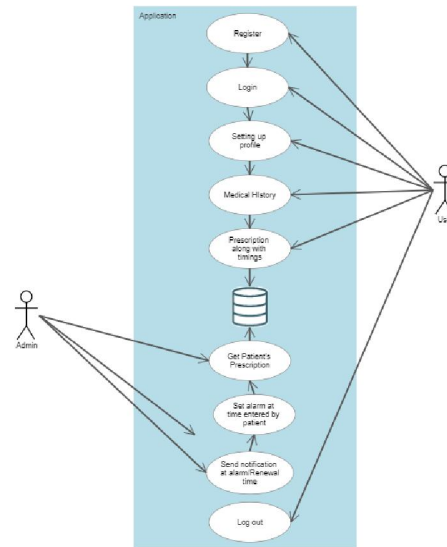 Application
Register
Login
Setting up
profile
Medical History
Prescription
along with
timings
Us
Admin
Get Patient's
Prescription
Set alarm at
time entered by
patient
Send notification
at alarm/Renewal
time
Log out